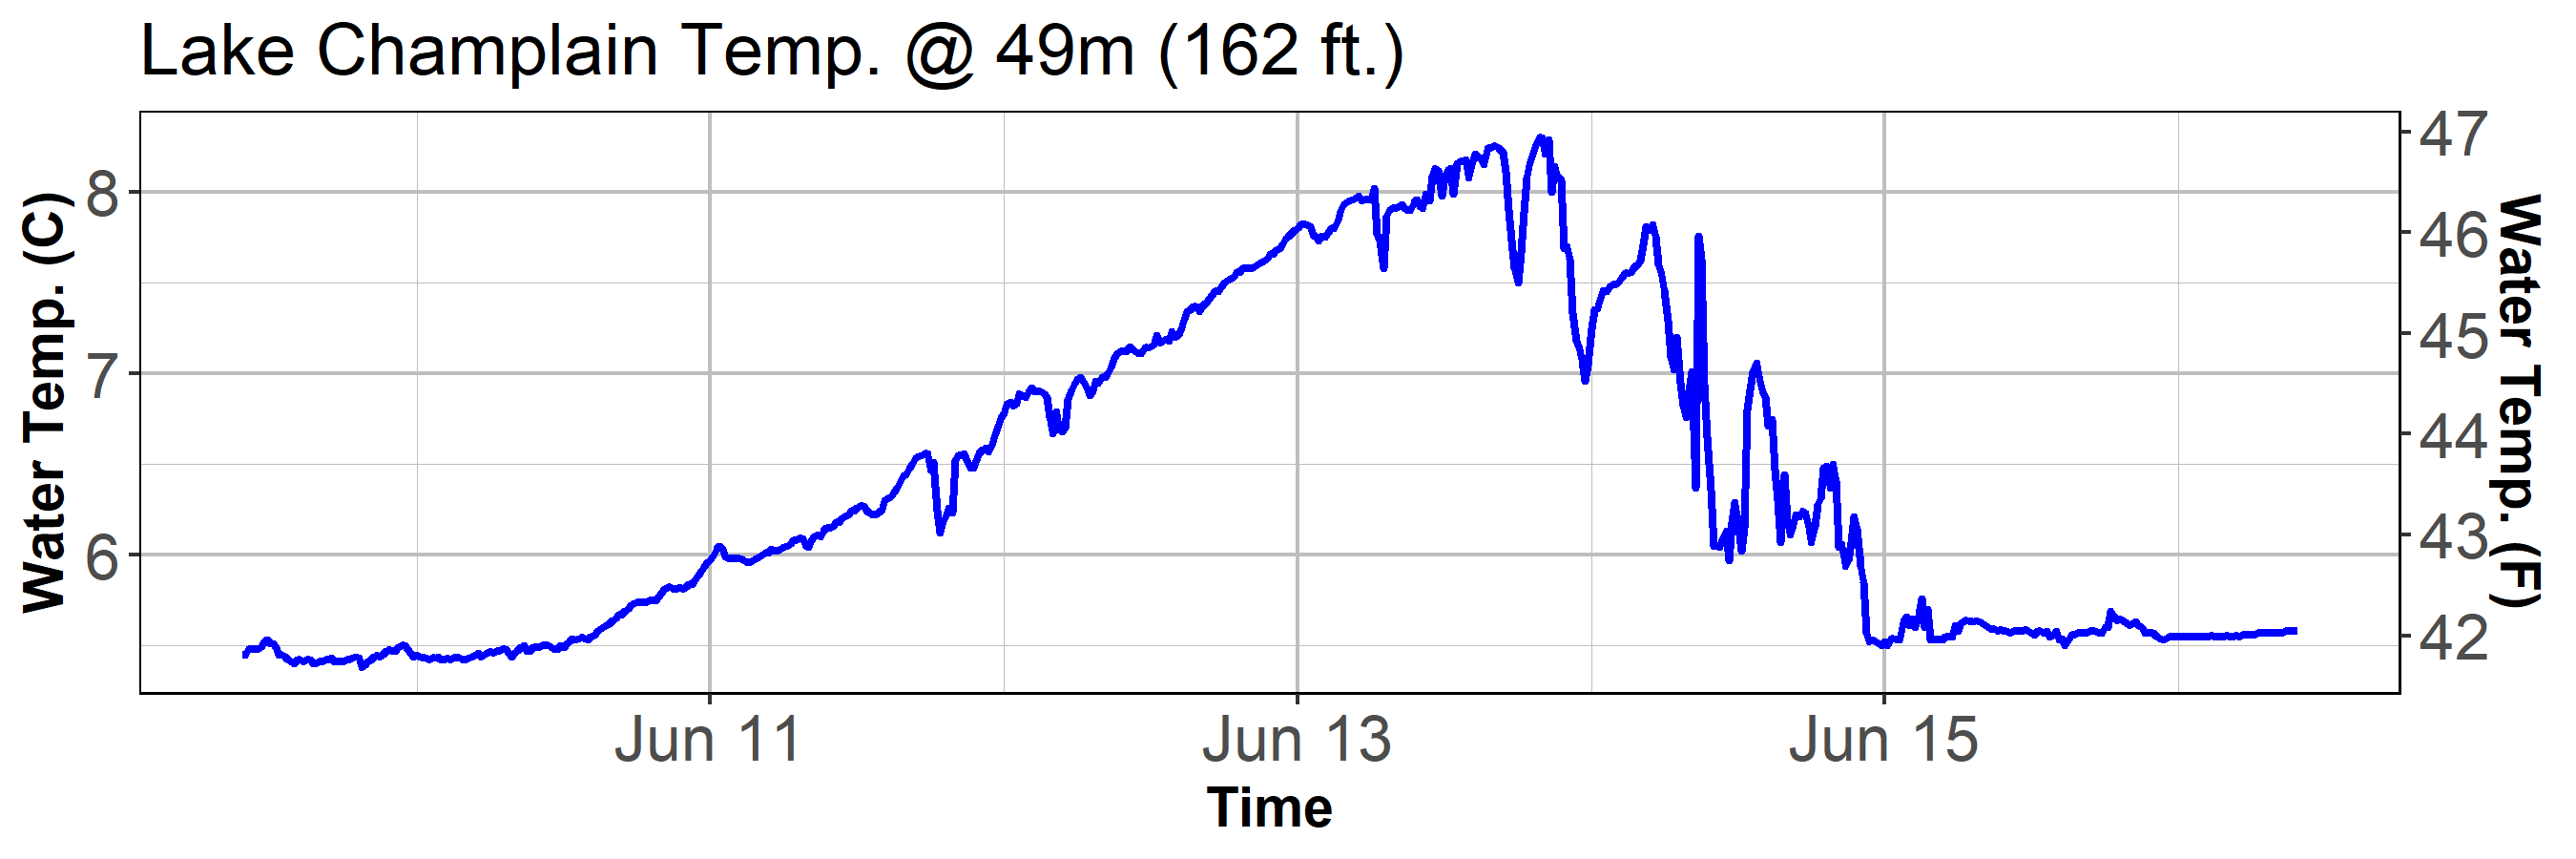 Lake Champlain Temp. @ 49m (162 ft.)
Water Temp. (C)
8
7
6
47
46
45
44
43
42
Water Temp. (F)
Jun 11
Jun 13
Jun 15
Time